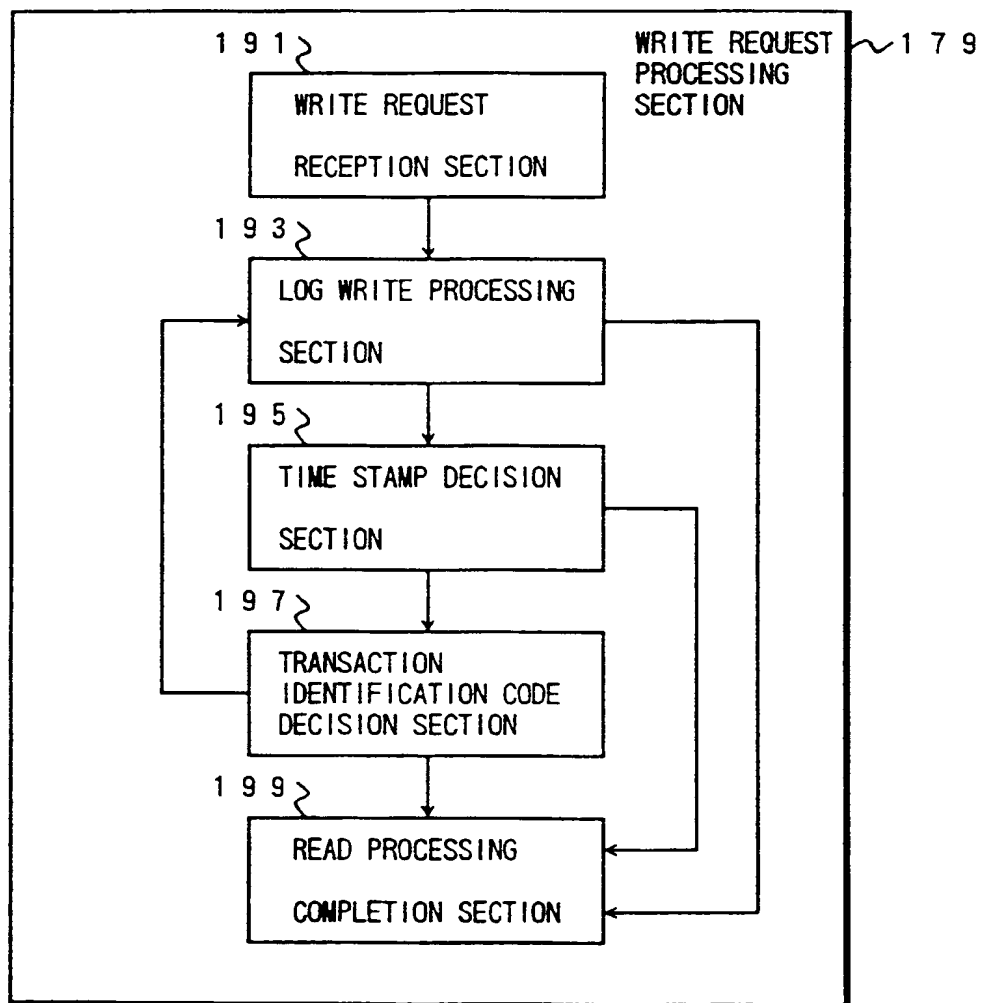 191
WRITE REQUEST
RECEPTION SECTION
WRITE REQUEST
PROCESSING
SECTION
179
193
LOG WRITE PROCESSING
SECTION
195
TIME STAMP DECISION
SECTION
197
TRANSACTION
IDENTIFICATION CODE
DECISION SECTION
199
READ PROCESSING
COMPLETION SECTION